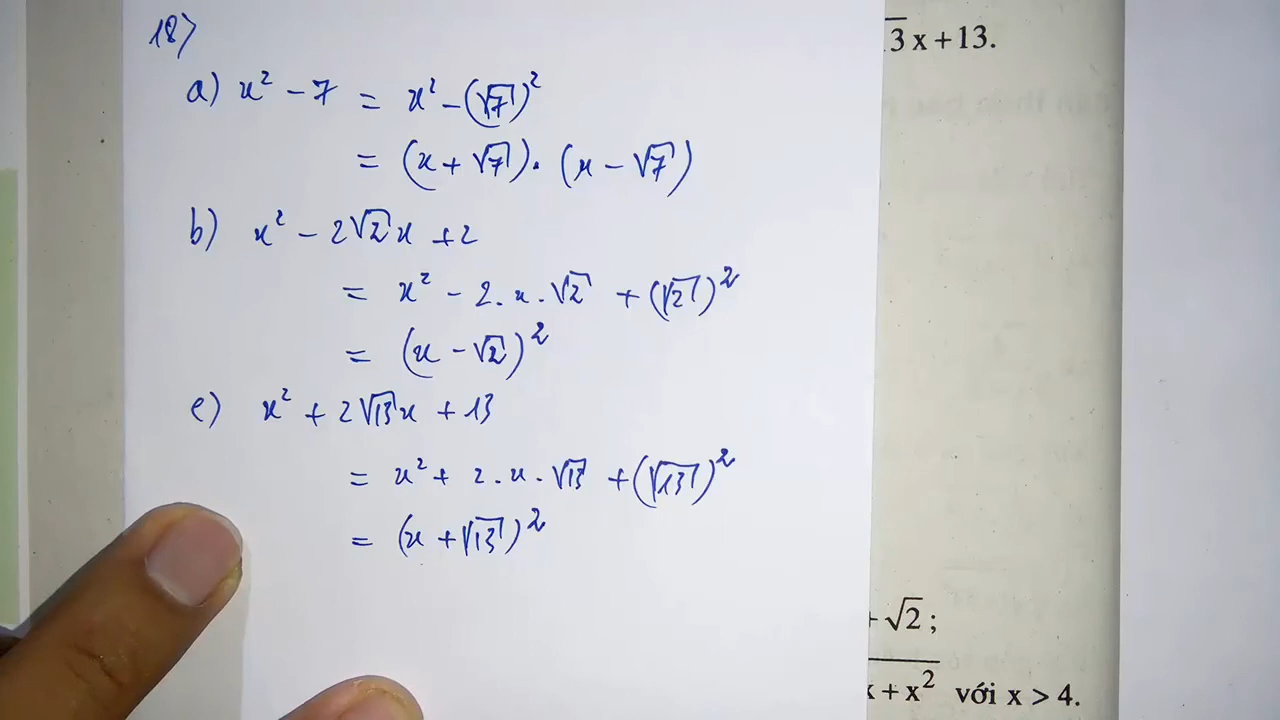 18)
a) x² - 7 = x² - (√7)²
= (x + √7) . (x - √7)
b) x² - 2√2x + 2
= x² - 2.x.√2 + (√2)²
= (x - √2)²
c) x² + 2√13x + 13
= x² + 2.x.√13 + (√13)²
= (x + √13)²
3x + 13.
+ √2 ;
x + x² với x > 4.